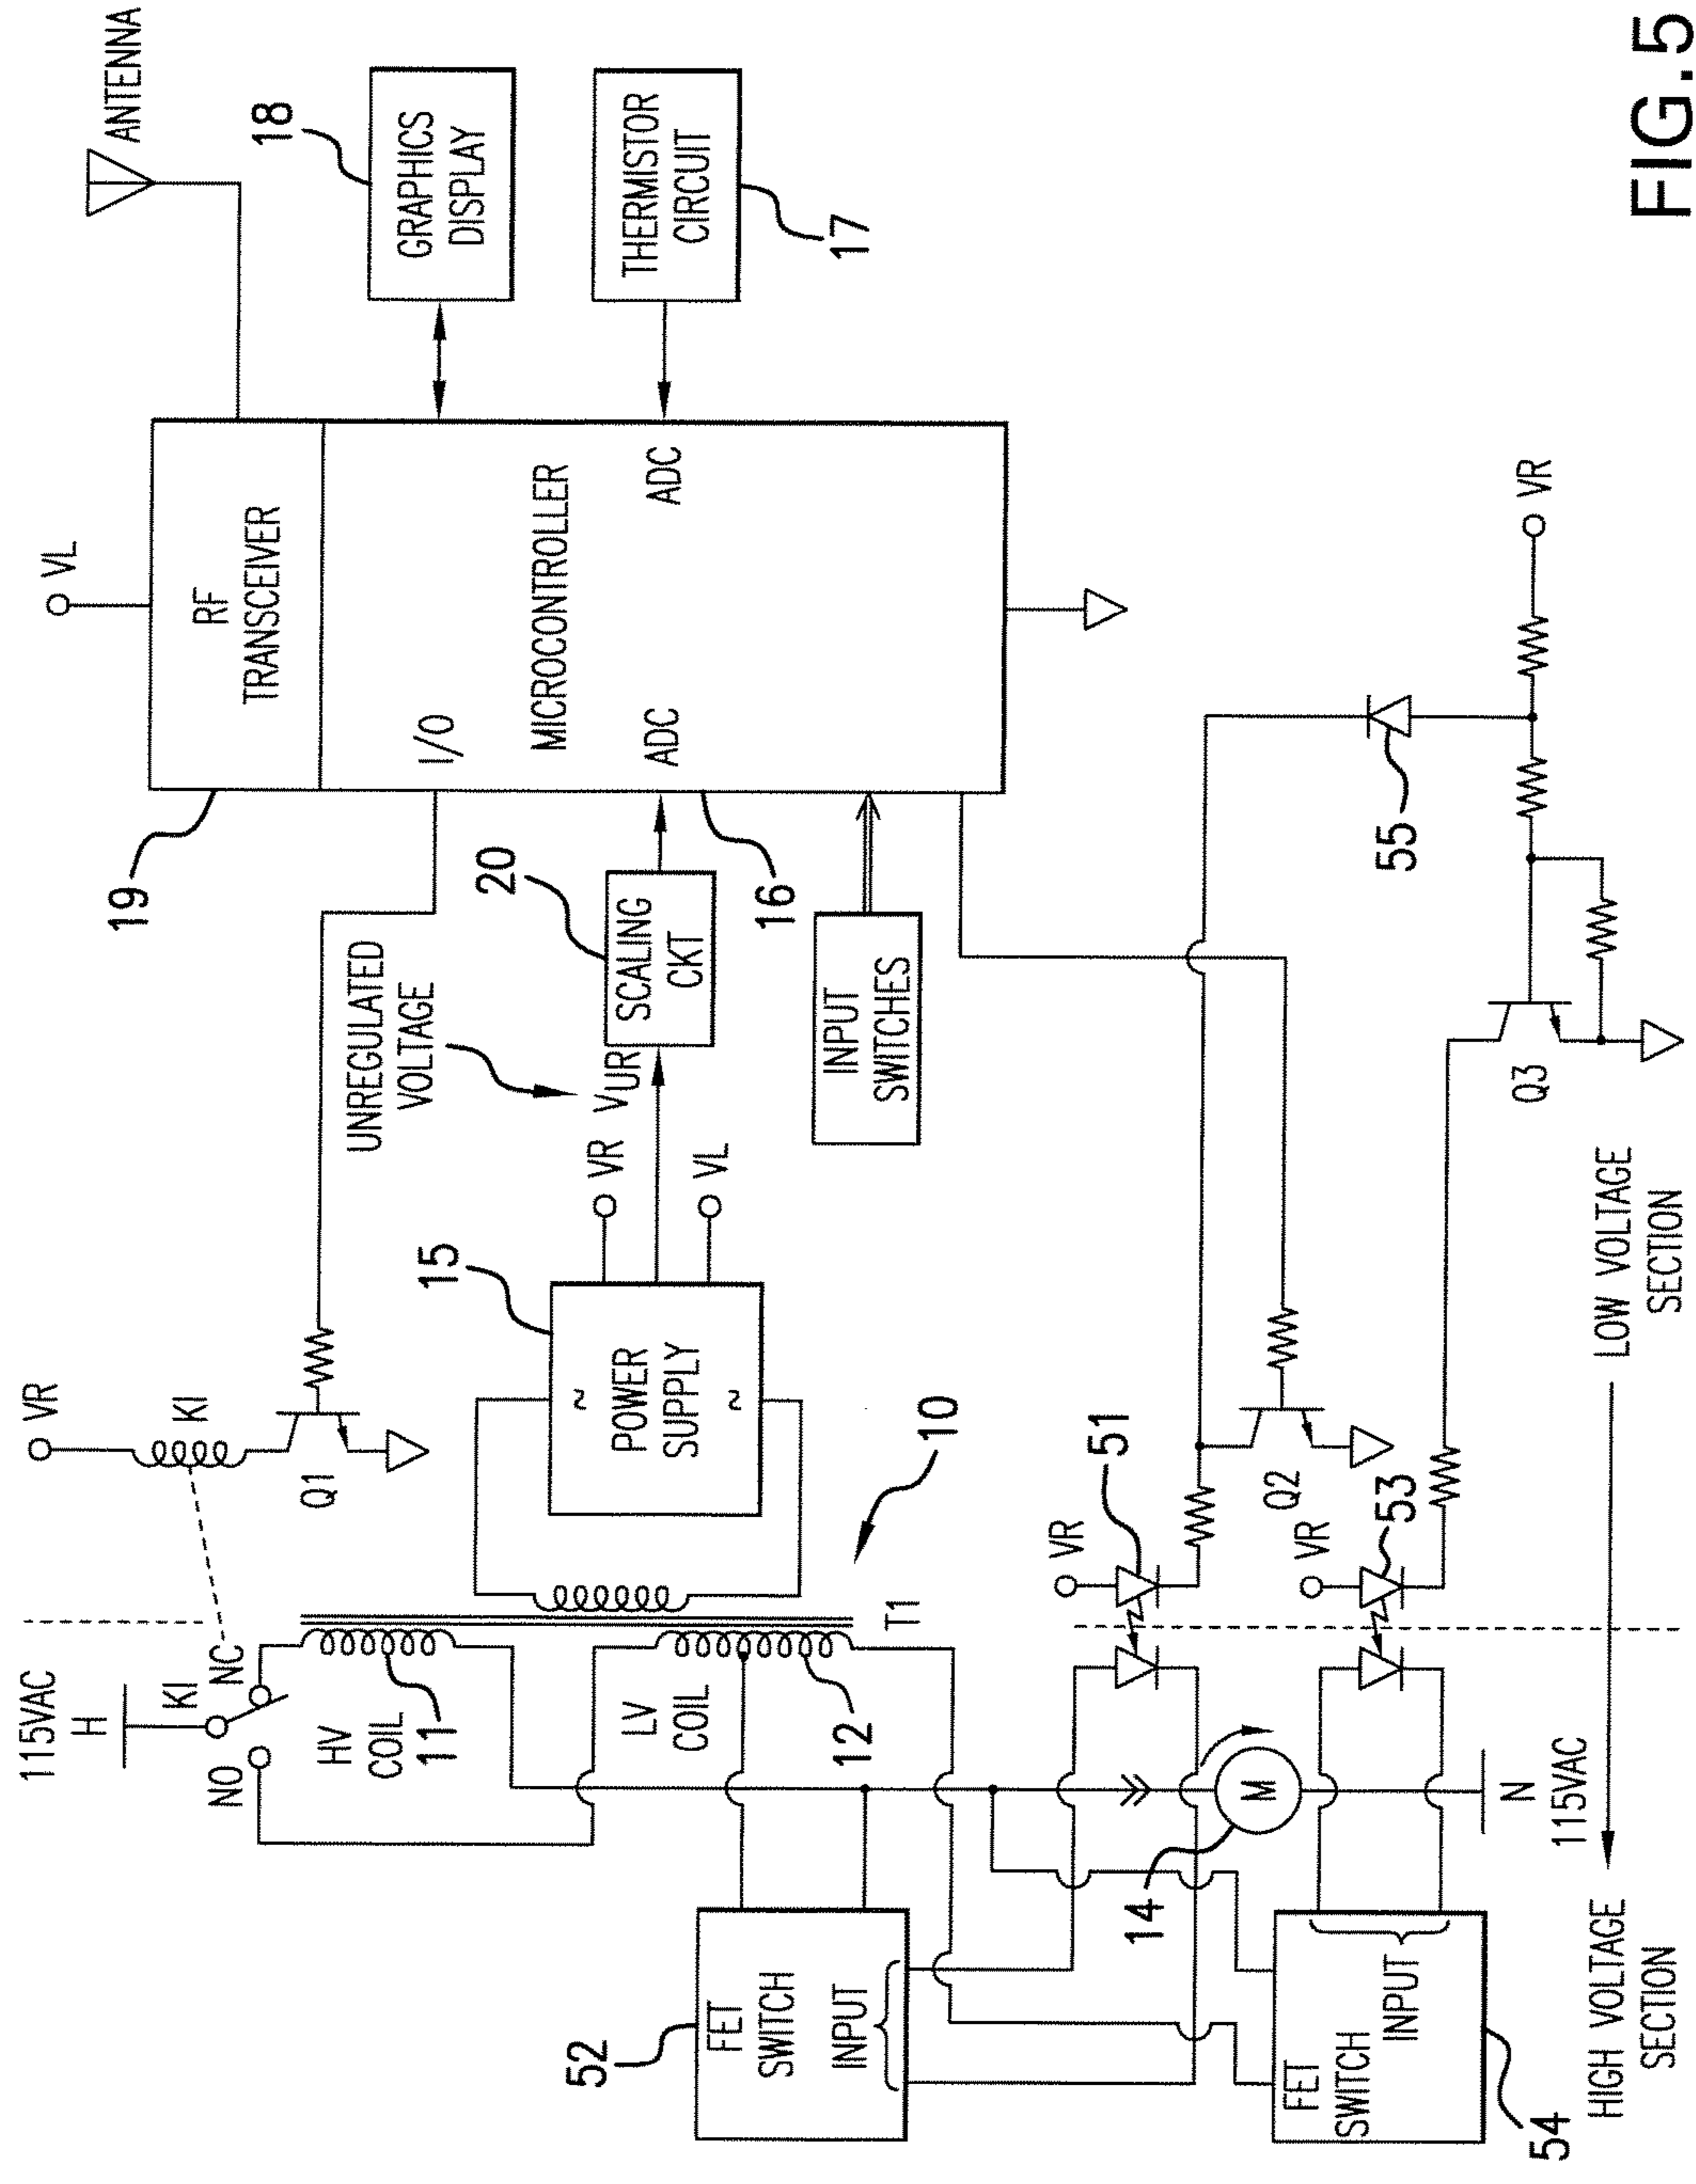 115VAC
H
KI
NC
NO
HV
COIL
11
LV
COIL
12
T1
10
VR
KI
Q1
15
POWER
SUPPLY
~
~
VR
VL
UNREGULATED
VOLTAGE
VUR
20
SCALING
CKT
INPUT
SWITCHES
16
19
VL
RF
TRANSCEIVER
I/O
MICROCONTROLLER
ADC
ADC
ANTENNA
18
GRAPHICS
DISPLAY
THERMISTOR
CIRCUIT
17
52
FET
SWITCH
INPUT
14
M
N
115VAC
FET
SWITCH
INPUT
54
VR
51
VR
53
Q2
Q3
55
VR
HIGH VOLTAGE
SECTION
LOW VOLTAGE
SECTION
FIG.5